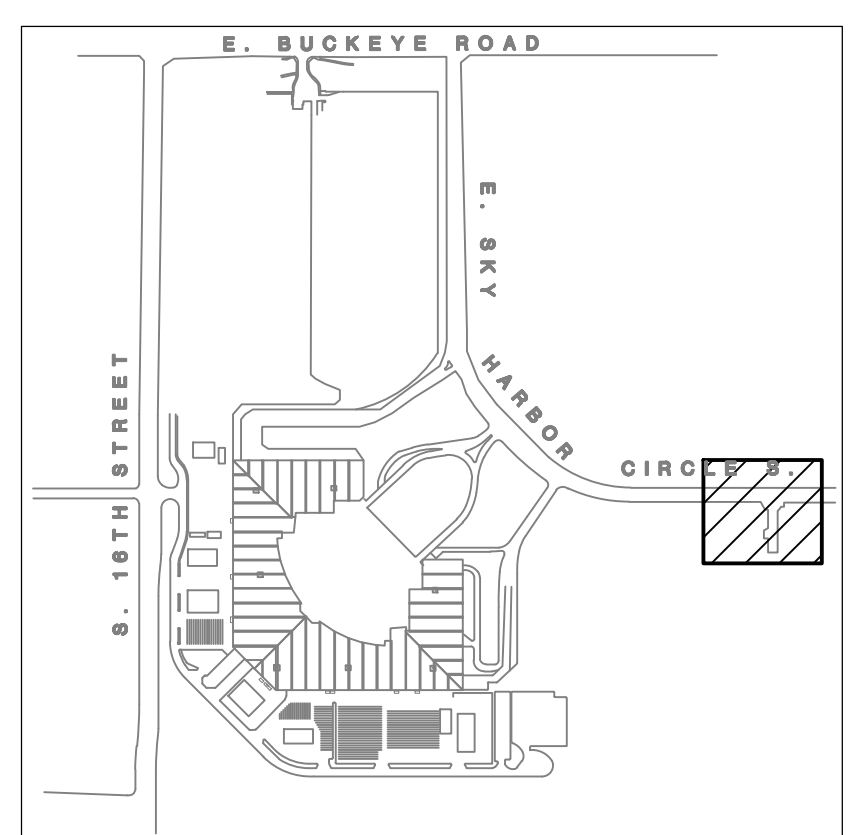 E. BUCKEYE ROAD
E. SKY HARBOR CIRCLE S.
S. 16TH STREET